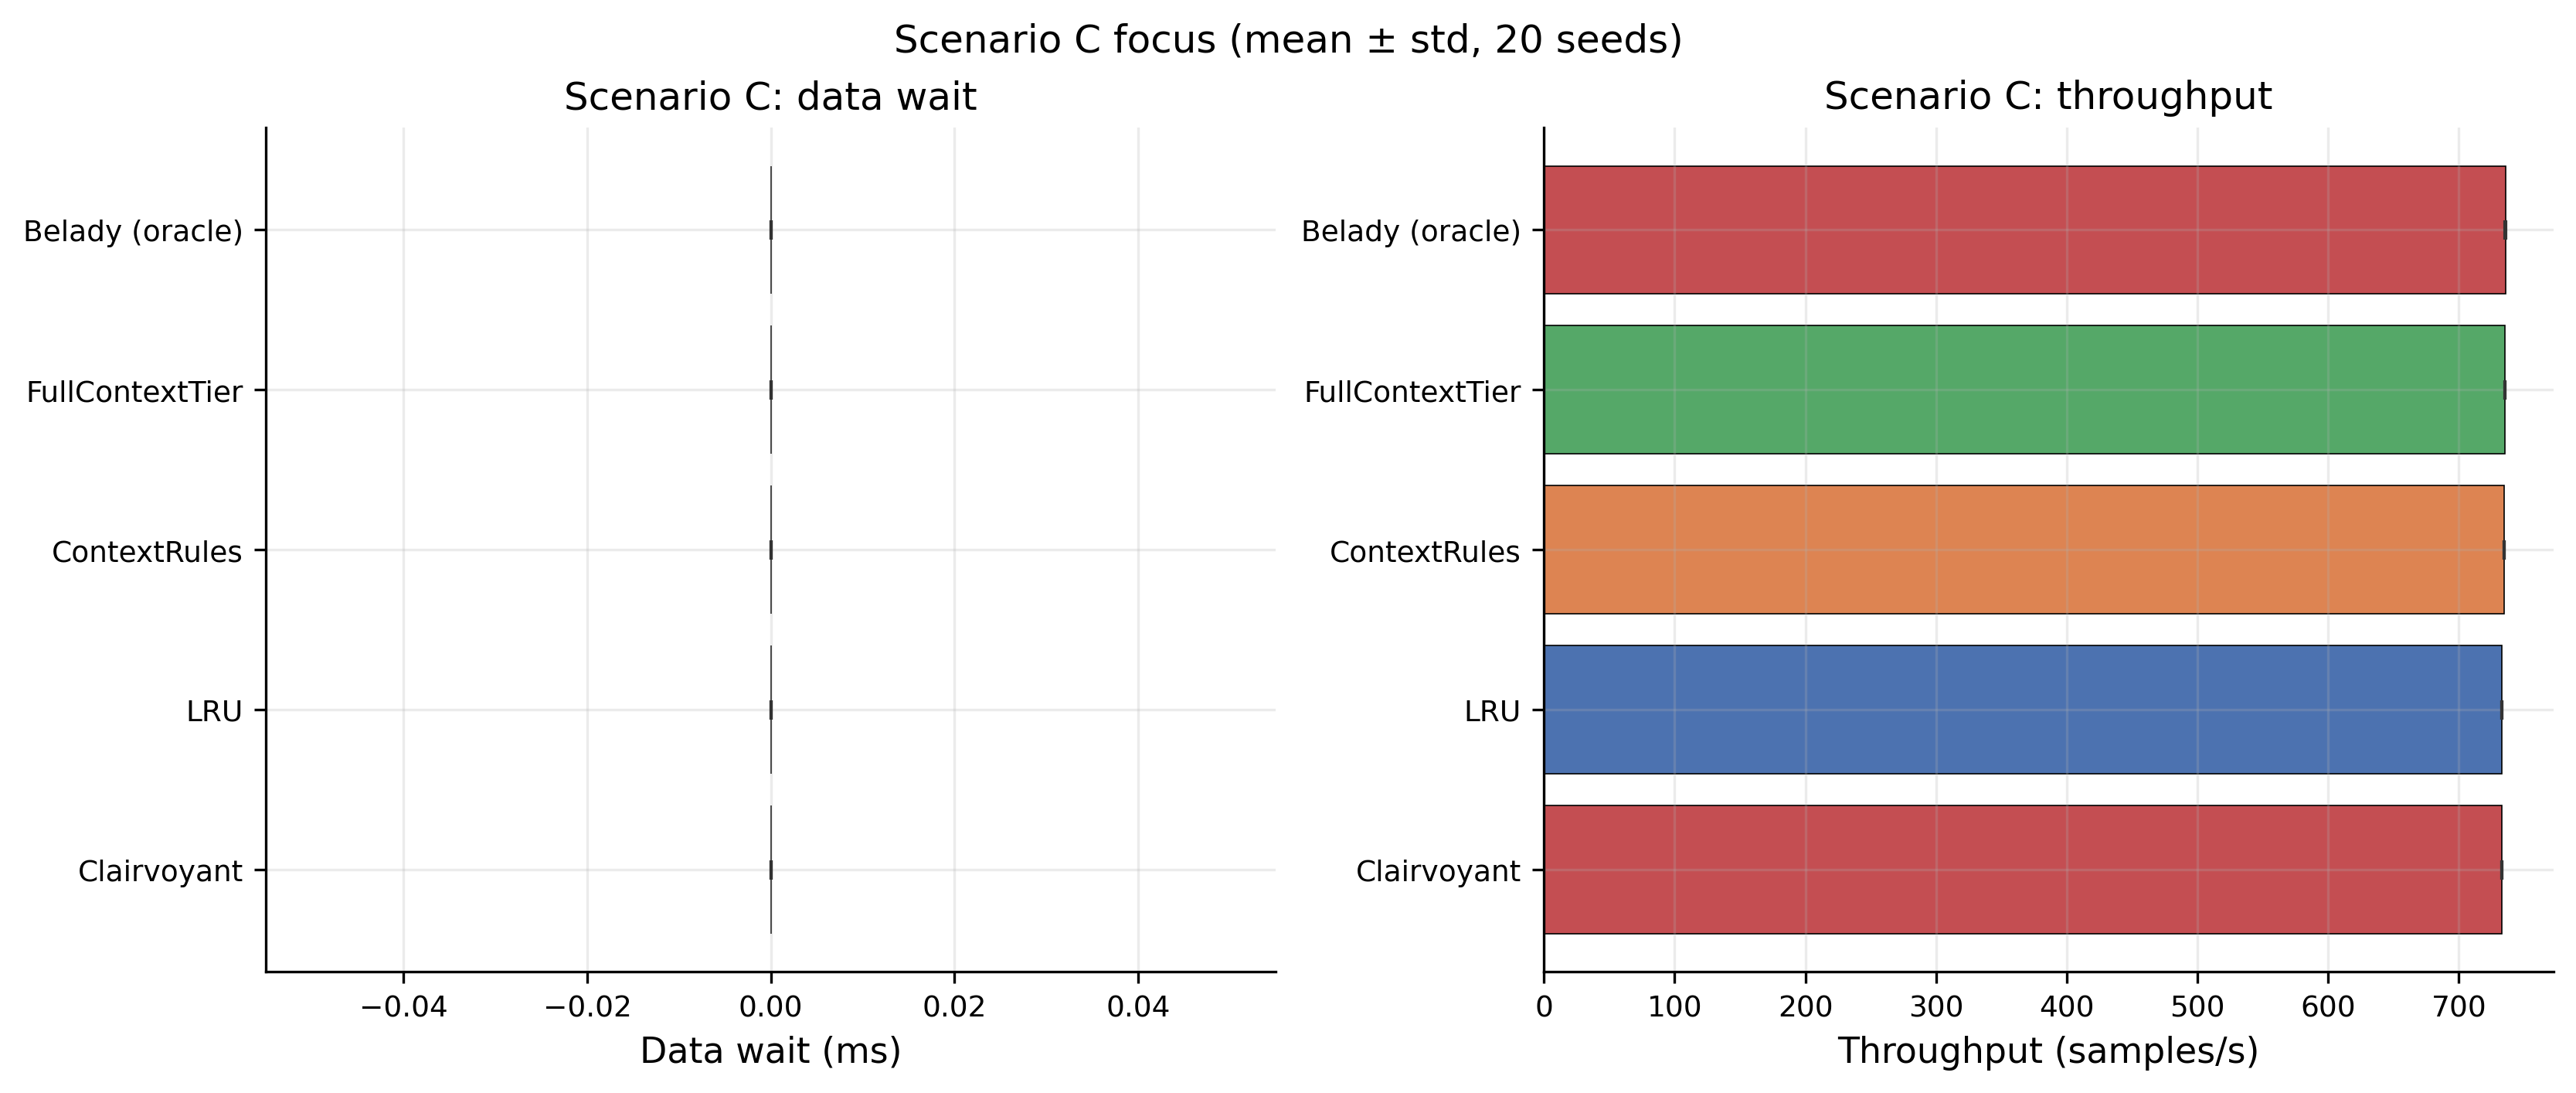 Scenario C focus (mean ± std, 20 seeds)
Scenario C: data wait
Belady (oracle)
FullContextTier
ContextRules
LRU
Clairvoyant
−0.04 −0.02 0.00 0.02 0.04
Data wait (ms)
Scenario C: throughput
Belady (oracle)
FullContextTier
ContextRules
LRU
Clairvoyant
0 100 200 300 400 500 600 700
Throughput (samples/s)